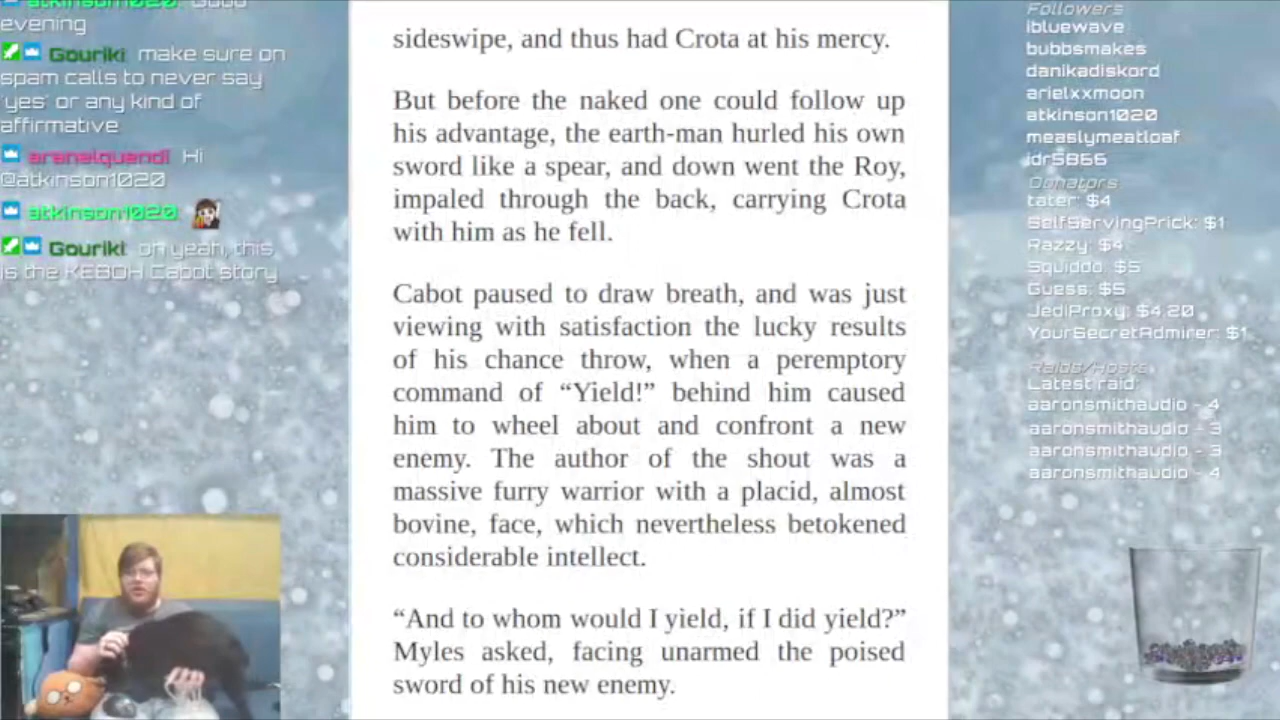 atkinson1020: Good
evening
Gouriki: make sure on
spam calls to never say
'yes' or any kind of
affirmative
aranelquendi: Hi
@atkinson1020
atkinson1020:
Gouriki: oh yeah, this
is the KEBOH Cabot story
sideswipe, and thus had Crota at his mercy.
But before the naked one could follow up
his advantage, the earth-man hurled his own
sword like a spear, and down went the Roy,
impaled through the back, carrying Crota
with him as he fell.
Cabot paused to draw breath, and was just
viewing with satisfaction the lucky results
of his chance throw, when a peremptory
command of “Yield!” behind him caused
him to wheel about and confront a new
enemy. The author of the shout was a
massive furry warrior with a placid, almost
bovine, face, which nevertheless betokened
considerable intellect.
“And to whom would I yield, if I did yield?”
Myles asked, facing unarmed the poised
sword of his new enemy.
Followers
ibluewave
bubbsmakes
danikadiskord
arielxxmoon
atkinson1020
measlymeatloaf
jdr5866
Donators
tater: $4
SelfServingPrick: $1
Razzy: $4
Squiddo: $5
Guess: $5
JediProxy: $4.20
YourSecretAdmirer: $1
Raids/Hosts
Latest raid:
aaronsmithaudio - 4
aaronsmithaudio - 3
aaronsmithaudio - 3
aaronsmithaudio - 4